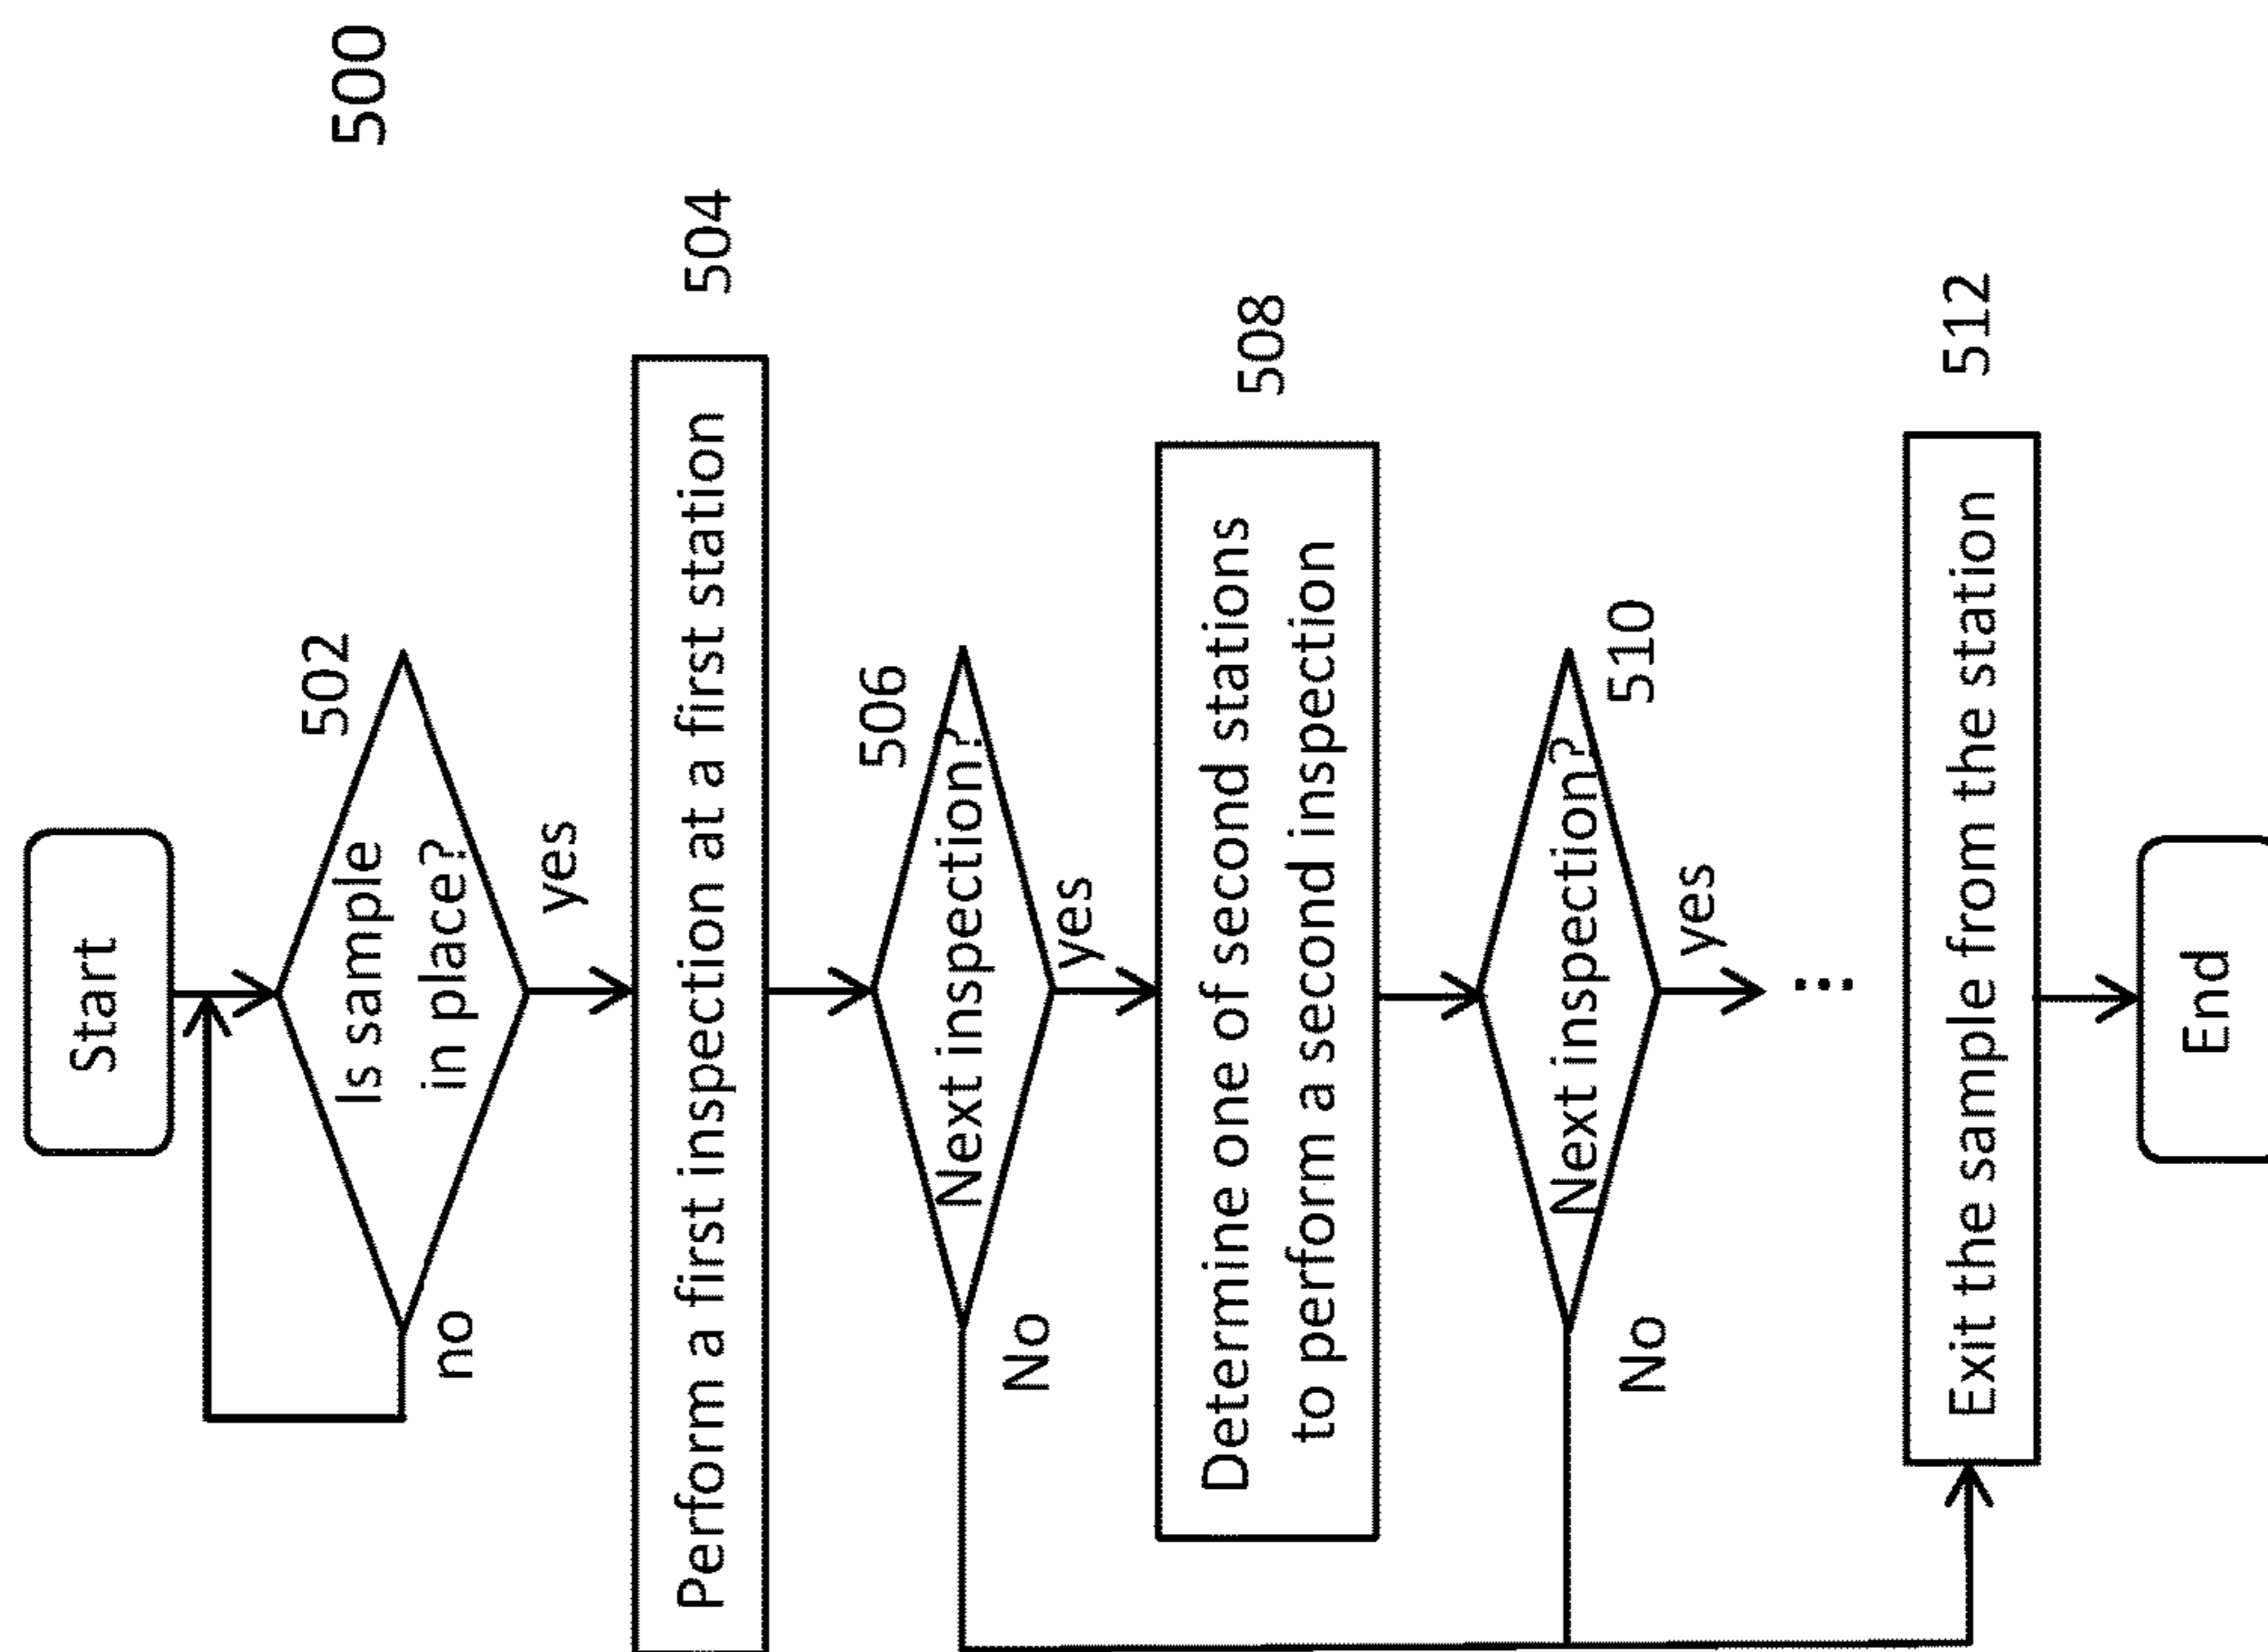 500
Start
502
Is sample
in place?
no
yes
504
Perform a first inspection at a first station
506
Next inspection?
No
yes
508
Determine one of second stations
to perform a second inspection
Next inspection?
510
No
yes
...
512
Exit the sample from the station
End